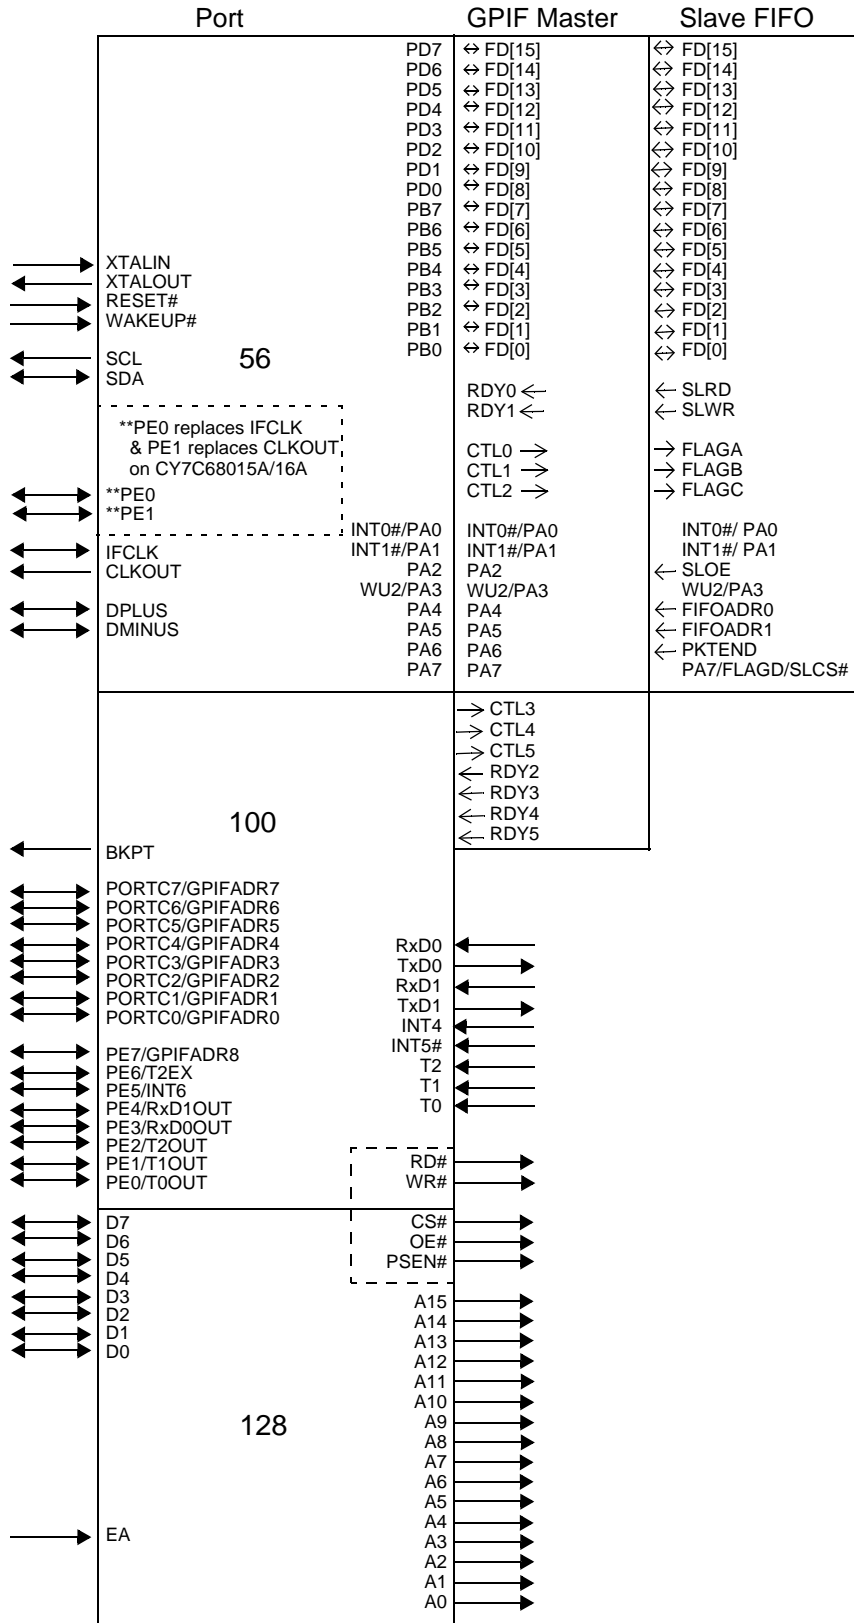 Port GPIF Master Slave FIFO
PD7 FD[15] FD[15]
PD6 FD[14] FD[14]
PD5 FD[13] FD[13]
PD4 FD[12] FD[12]
PD3 FD[11] FD[11]
PD2 FD[10] FD[10]
PD1 FD[9] FD[9]
PD0 FD[8] FD[8]
PB7 FD[7] FD[7]
PB6 FD[6] FD[6]
PB5 FD[5] FD[5]
XTALIN PB4 FD[4] FD[4]
XTALOUT PB3 FD[3] FD[3]
RESET# PB2 FD[2] FD[2]
WAKEUP# PB1 FD[1] FD[1]
SCL 56 PB0 FD[0] FD[0]
SDA
RDY0 SLRD
RDY1 SLWR
**PE0 replaces IFCLK
& PE1 replaces CLKOUT CTL0 FLAGA
on CY7C68015A/16A CTL1 FLAGB
**PE0 CTL2 FLAGC
**PE1
INT0#/PA0 INT0#/PA0 INT0#/ PA0
IFCLK INT1#/PA1 INT1#/PA1 INT1#/ PA1
CLKOUT PA2 PA2 SLOE
WU2/PA3 WU2/PA3 WU2/PA3
DPLUS PA4 PA4 FIFOADR0
DMINUS PA5 PA5 FIFOADR1
PA6 PA6 PKTEND
PA7 PA7 PA7/FLAGD/SLCS#
CTL3
CTL4
CTL5
RDY2
RDY3
100 RDY4
RDY5
BKPT
PORTC7/GPIFADR7
PORTC6/GPIFADR6
PORTC5/GPIFADR5
PORTC4/GPIFADR4 RxD0
PORTC3/GPIFADR3 TxD0
PORTC2/GPIFADR2 RxD1
PORTC1/GPIFADR1 TxD1
PORTC0/GPIFADR0 INT4
INT5#
PE7/GPIFADR8 T2
PE6/T2EX T1
PE5/INT6 T0
PE4/RxD1OUT
PE3/RxD0OUT
PE2/T2OUT
PE1/T1OUT RD#
PE0/T0OUT WR#
D7 CS#
D6 OE#
D5 PSEN#
D4
D3 A15
D2 A14
D1 A13
D0 A12
A11
A10
128 A9
A8
A7
A6
A5
A4
EA A3
A2
A1
A0